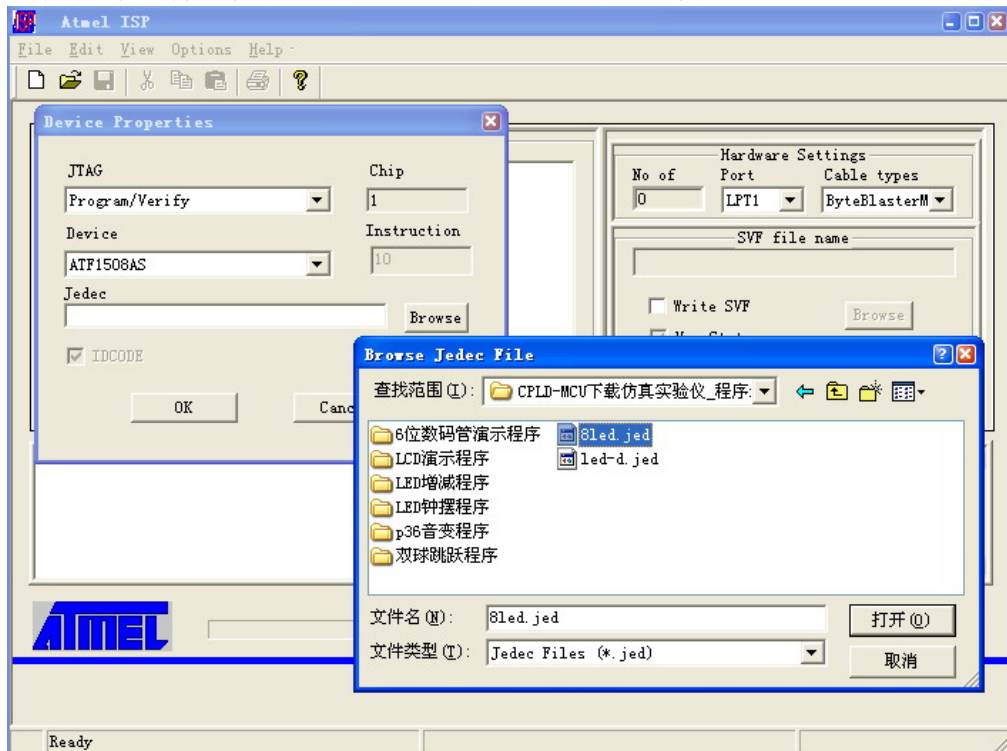 Atmel ISP
File Edit View Options Help
Device Properties
JTAG
Chip
Program/Verify
1
Device
Instruction
ATF1508AS
10
Jedec
Browse
IDCODE
OK
Hardware Settings
No of Port Cable types
0 LPT1 ByteBlasterM
SVF file name
Write SVF
Browse
Browse Jedec File
查找范围(I): CPLD-MCU下载仿真实验仪_程序
6位数码管演示程序 8led.jed
LCD演示程序 led-d.jed
LED增减程序
LED钟摆程序
p36音变程序
双球跳跃程序
文件名(N): 8led.jed
打开(O)
文件类型(T): Jedec Files (*.jed)
取消
ATMEL
Ready